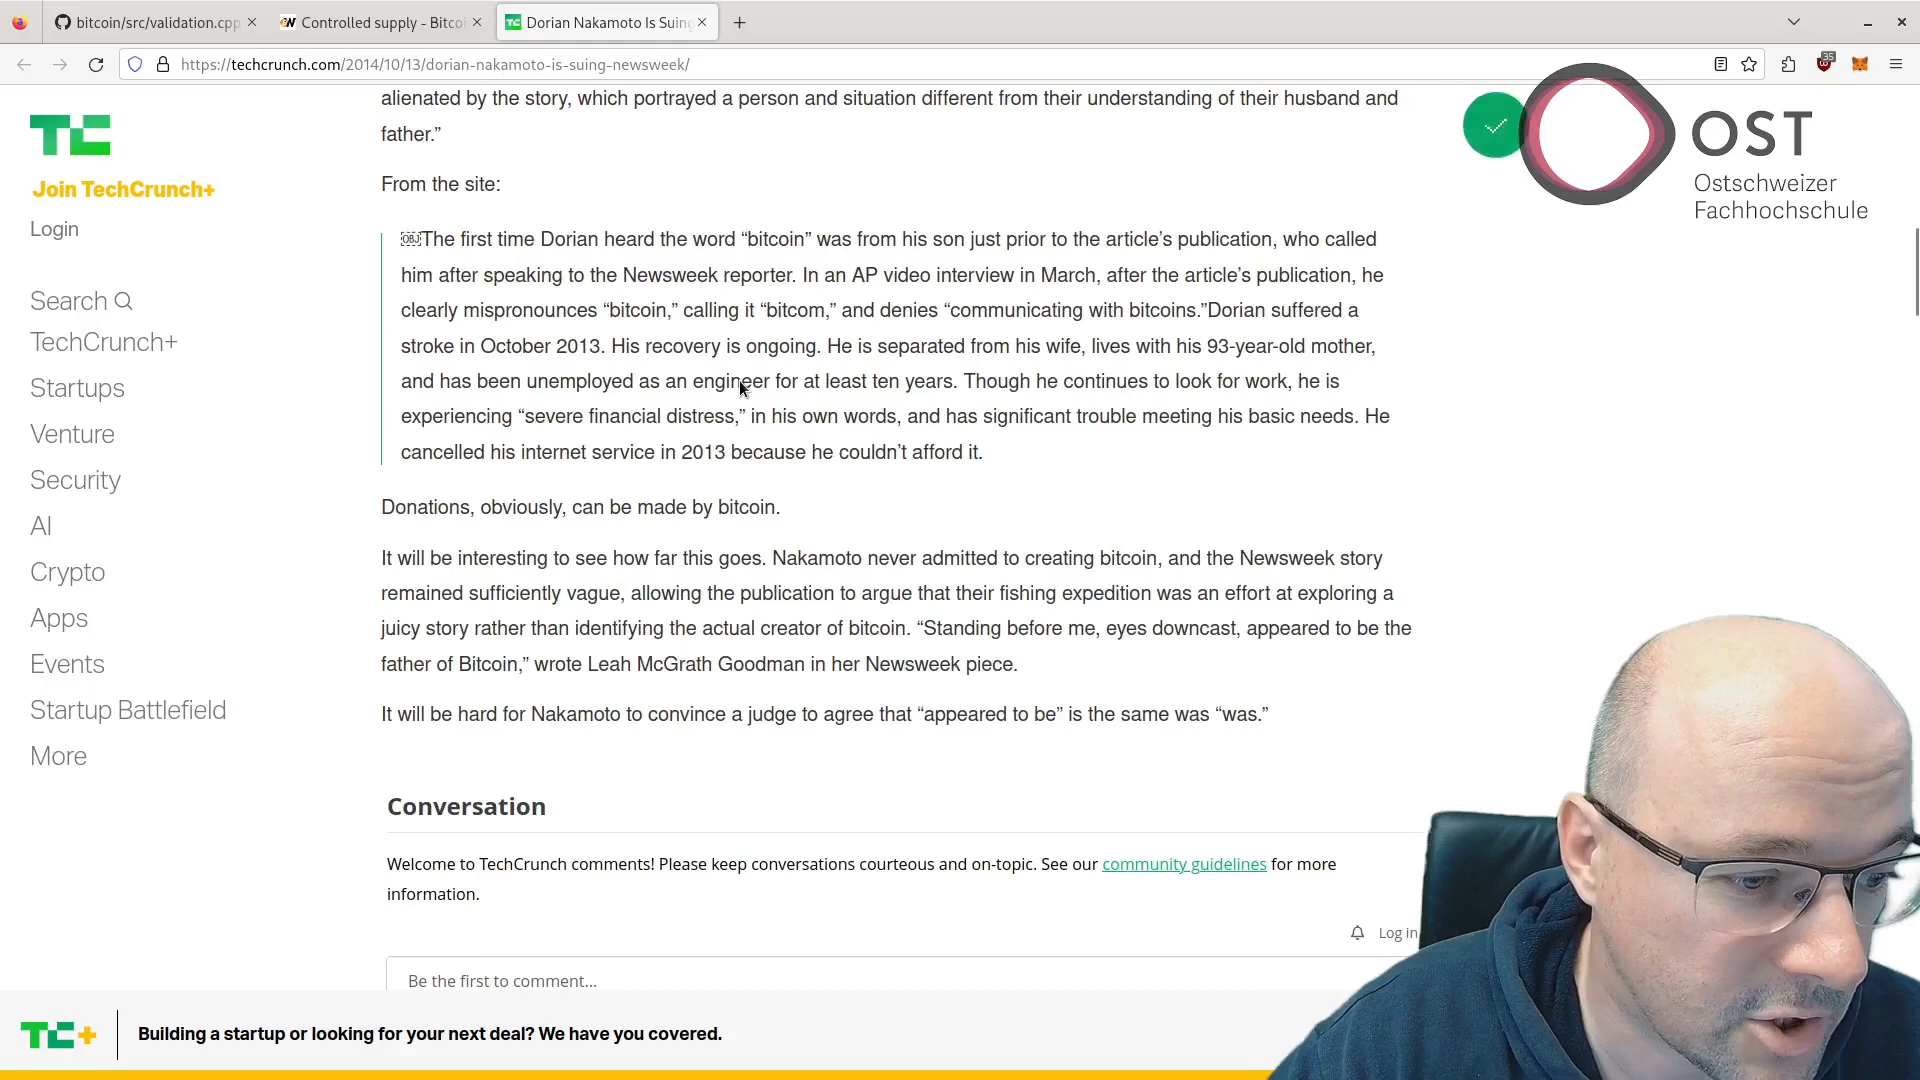 bitcoin/src/validation.cpp
Controlled supply - Bitcoi
Dorian Nakamoto Is Suing
https://techcrunch.com/2014/10/13/dorian-nakamoto-is-suing-newsweek/
35
TC
Join TechCrunch+
Login
Search
TechCrunch+
Startups
Venture
Security
AI
Crypto
Apps
Events
Startup Battlefield
More
alienated by the story, which portrayed a person and situation different from their understanding of their husband and
father.”
From the site:
The first time Dorian heard the word “bitcoin” was from his son just prior to the article’s publication, who called
him after speaking to the Newsweek reporter. In an AP video interview in March, after the article’s publication, he
clearly mispronounces “bitcoin,” calling it “bitcom,” and denies “communicating with bitcoins.”Dorian suffered a
stroke in October 2013. His recovery is ongoing. He is separated from his wife, lives with his 93-year-old mother,
and has been unemployed as an engineer for at least ten years. Though he continues to look for work, he is
experiencing “severe financial distress,” in his own words, and has significant trouble meeting his basic needs. He
cancelled his internet service in 2013 because he couldn’t afford it.
Donations, obviously, can be made by bitcoin.
It will be interesting to see how far this goes. Nakamoto never admitted to creating bitcoin, and the Newsweek story
remained sufficiently vague, allowing the publication to argue that their fishing expedition was an effort at exploring a
juicy story rather than identifying the actual creator of bitcoin. “Standing before me, eyes downcast, appeared to be the
father of Bitcoin,” wrote Leah McGrath Goodman in her Newsweek piece.
It will be hard for Nakamoto to convince a judge to agree that “appeared to be” is the same was “was.”
Conversation
Welcome to TechCrunch comments! Please keep conversations courteous and on-topic. See our community guidelines for more
information.
Log in
Be the first to comment...
TC+
Building a startup or looking for your next deal? We have you covered.
OST
Ostschweizer
Fachhochschule